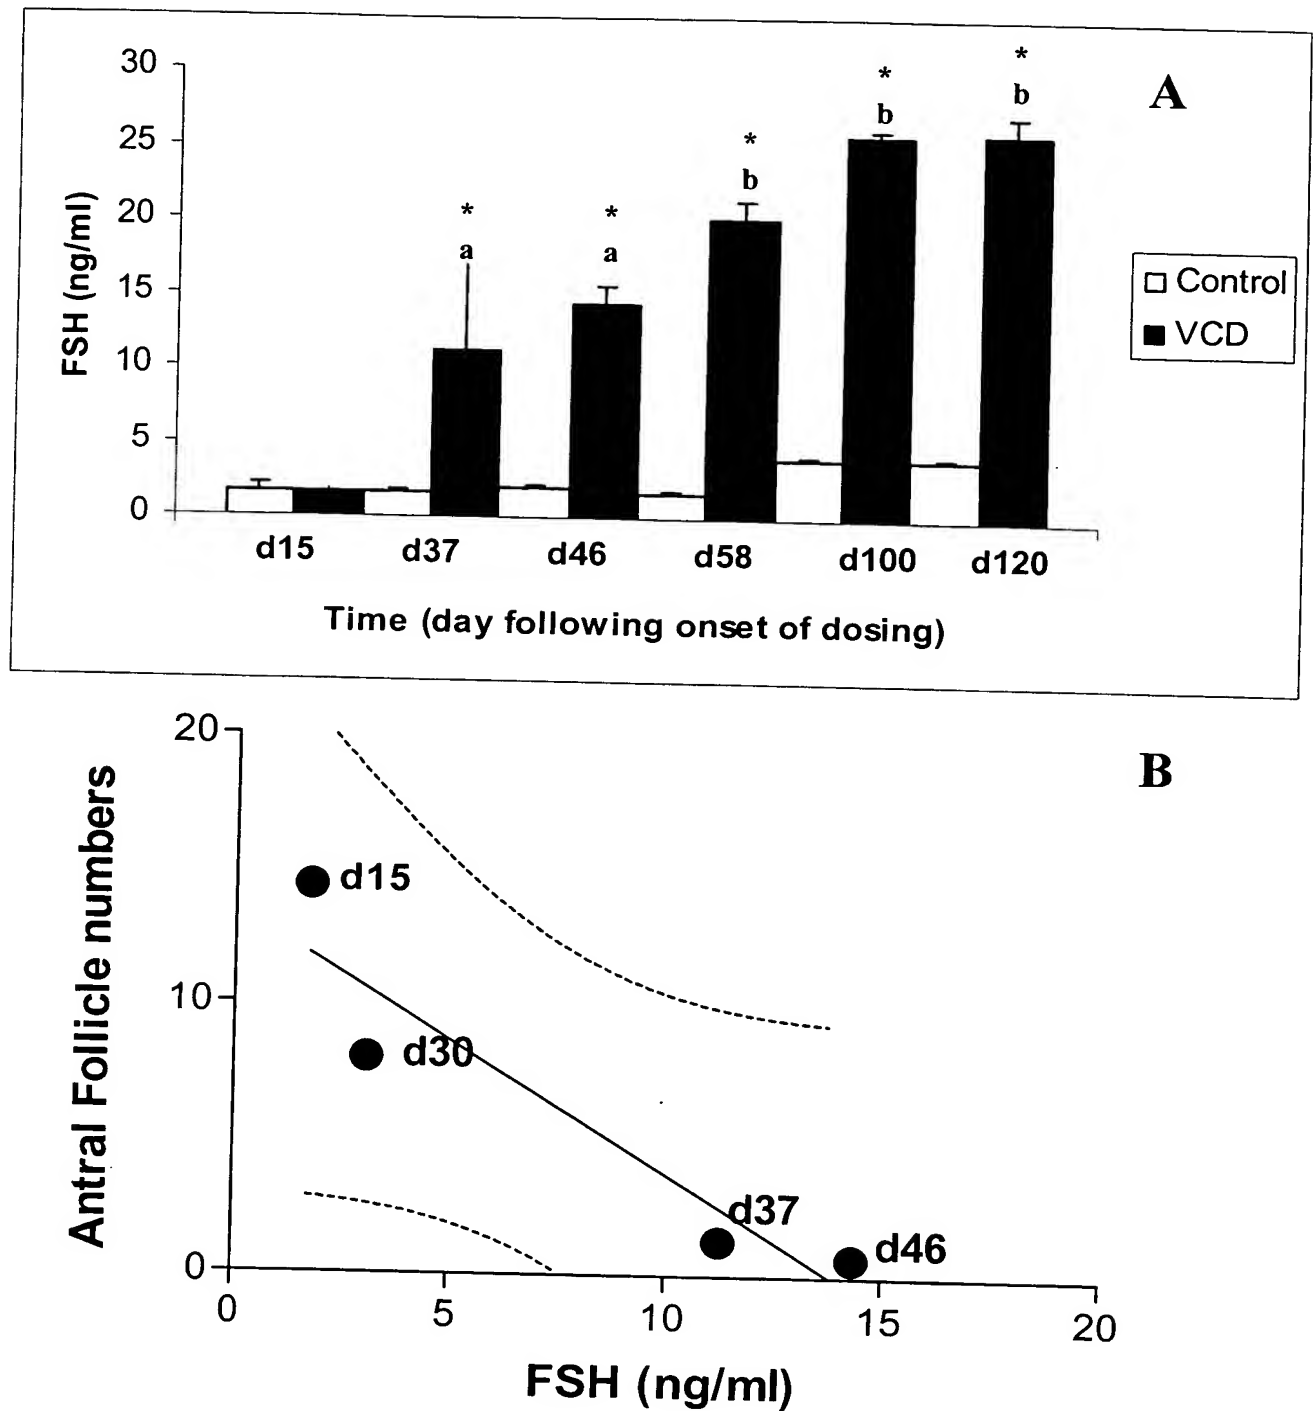 A
30
25
20
15
10
5
0
FSH (ng/ml)
* * * * *
a a b b b
Control
VCD
d15 d37 d46 d58 d100 d120
Time (day following onset of dosing)
B
20
10
0
Antral Follicle numbers
d15
d30
d37
d46
0 5 10 15 20
FSH (ng/ml)